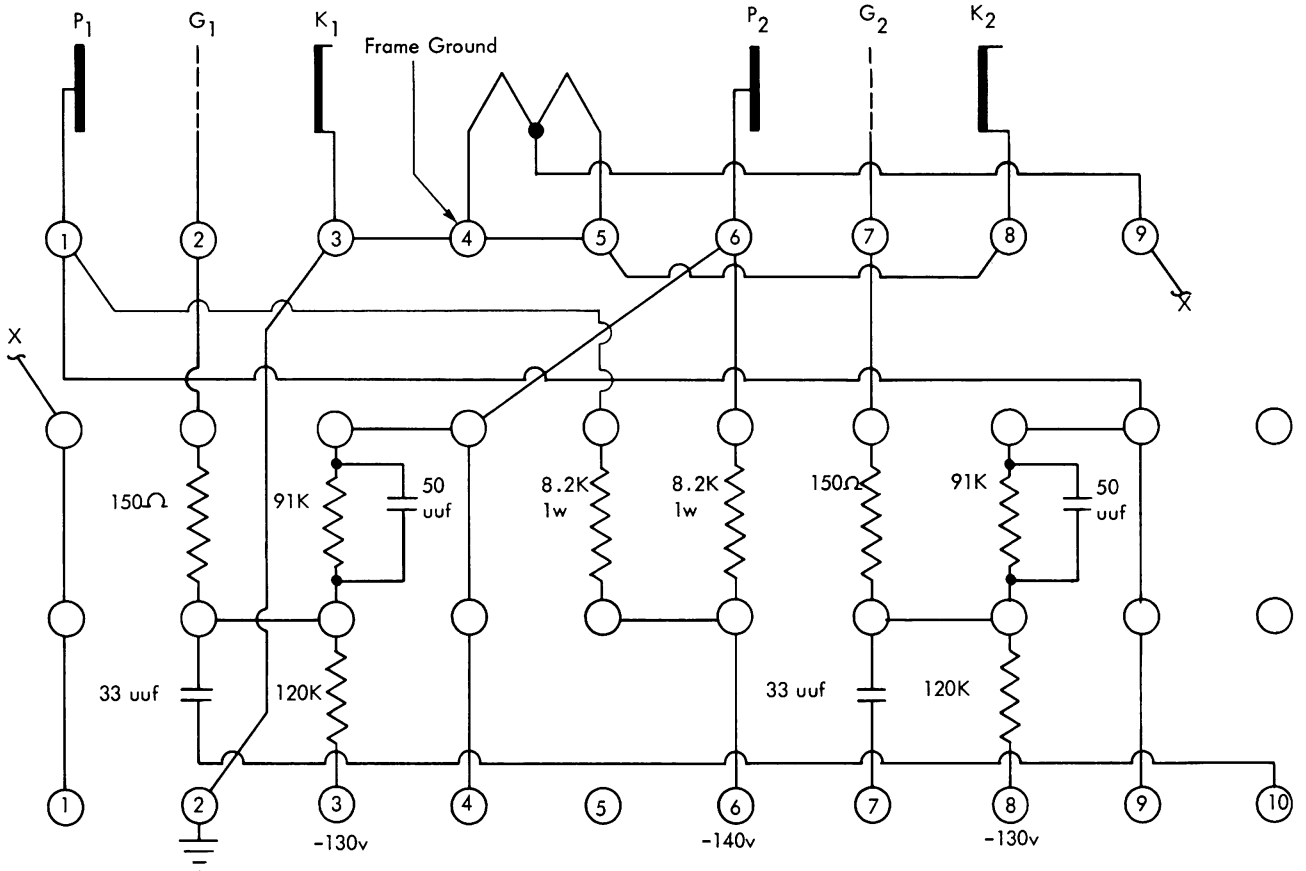 P1 G1 K1 P2 G2 K2
Frame Ground
1 2 3 4 5 6 7 8 9
X
X
150Ω 91K 50 uuf 8.2K 1w 8.2K 1w 150Ω 91K 50 uuf
33 uuf 120K 33 uuf 120K
1 2 3 4 5 6 7 8 9 10
-130v -140v -130v